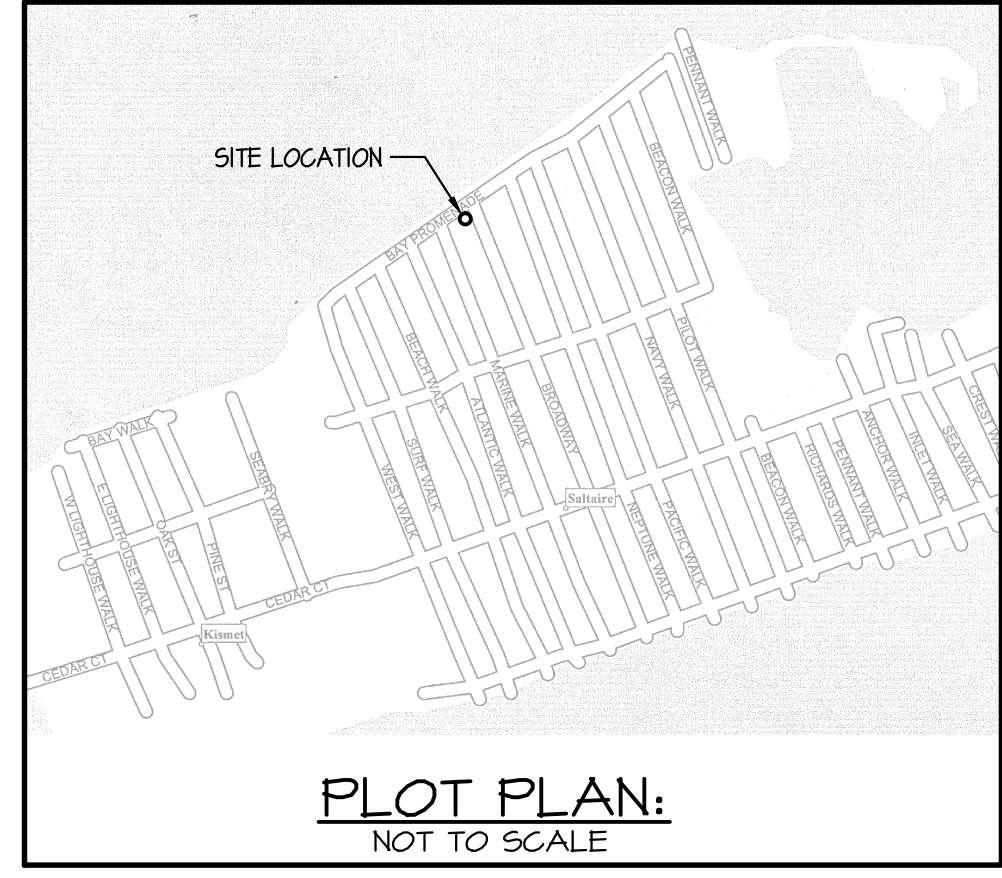 PENNANT WALK
SITE LOCATION
BEACON WALK
BAY PROMENADE
PILOT WALK
NAVY WALK
BEACH WALK
MARINE WALK
BROADWAY
ATLANTIC WALK
CREST WA
BAY WALK
SURF WALK
ANCHOR WALK
INLET WALK
SEA WALK
SEABRY WALK
WEST WALK
RICHARDS WALK
PENNANT WALK
BEACON WALK
E LIGHTHOUSE WALK
W LIGHTHOUSE WALK
Saltaire
NEPTUNE WALK
PACIFIC WALK
OAK ST
PINE ST
CEDAR CT
Kismet
CEDAR CT
PLOT PLAN:
NOT TO SCALE